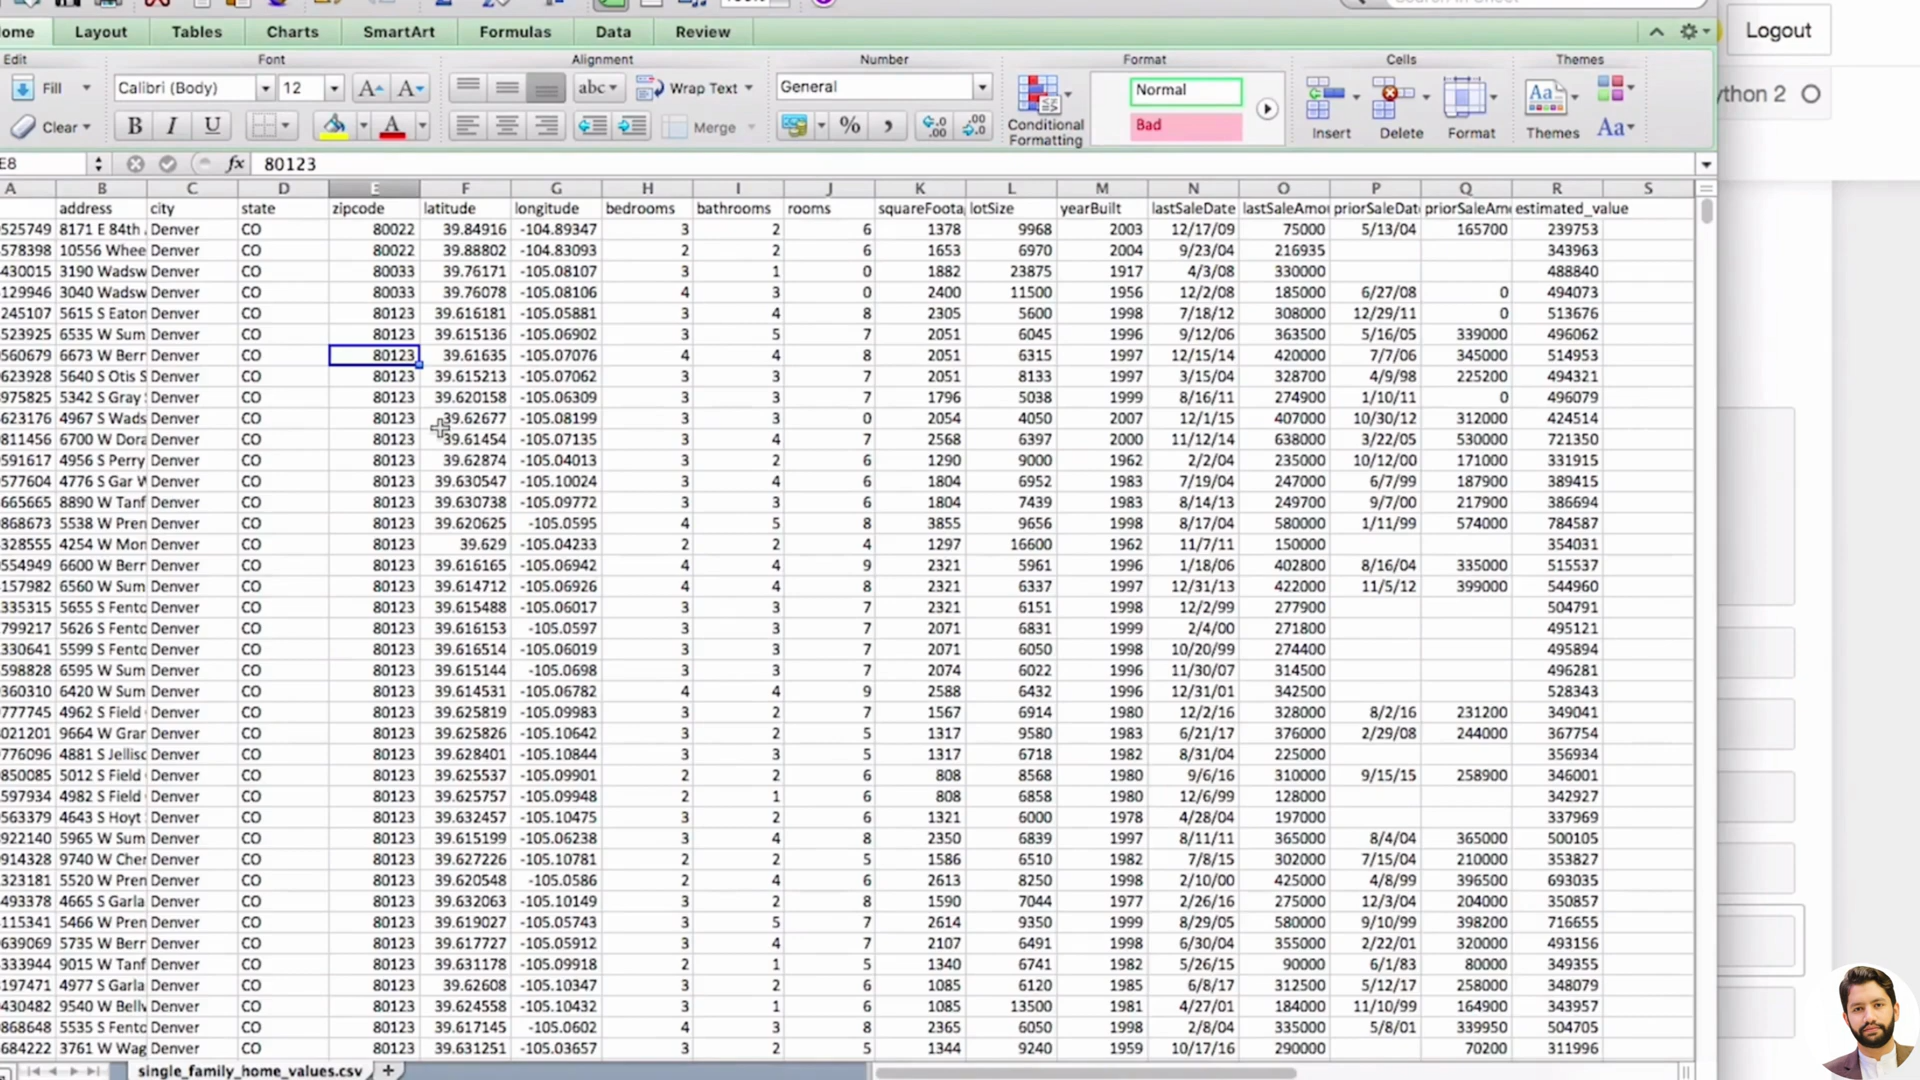 Logout
ython 2
ome Layout Tables Charts SmartArt Formulas Data Review
Edit Font Alignment Number Format Cells Themes
Fill Calibri (Body) 12 abc Wrap Text General Normal
Clear B I U Merge % Conditional Formatting Bad Insert Delete Format Themes Aa
E8 fx 80123
A B C D E F G H I J K L M N O P Q R S
address city state zipcode latitude longitude bedrooms bathrooms rooms squareFoota lotSize yearBuilt lastSaleDate lastSaleAmou priorSaleDate priorSaleAmo estimated_value
525749 8171 E 84th Denver CO 80022 39.84916 -104.89347 3 2 6 1378 9968 2003 12/17/09 75000 5/13/04 165700 239753
578398 10556 Whee Denver CO 80022 39.88802 -104.83093 2 2 6 1653 6970 2004 9/23/04 216935 343963
430015 3190 Wadsw Denver CO 80033 39.76171 -105.08107 3 1 0 1882 23875 1917 4/3/08 330000 488840
129946 3040 Wadsw Denver CO 80033 39.76078 -105.08106 4 3 0 2400 11500 1956 12/2/08 185000 6/27/08 0 494073
245107 5615 S Eaton Denver CO 80123 39.616181 -105.05881 3 4 8 2305 5600 1998 7/18/12 308000 12/29/11 0 513676
523925 6535 W Sum Denver CO 80123 39.615136 -105.06902 3 5 7 2051 6045 1996 9/12/06 363500 5/16/05 339000 496062
560679 6673 W Berr Denver CO 80123 39.61635 -105.07076 4 4 8 2051 6315 1997 12/15/14 420000 7/7/06 345000 514953
623928 5640 S Otis S Denver CO 80123 39.615213 -105.07062 3 3 7 2051 8133 1997 3/15/04 328700 4/9/98 225200 494321
975825 5342 S Gray Denver CO 80123 39.620158 -105.06309 3 3 7 1796 5038 1999 8/16/11 274900 1/10/11 0 496079
623176 4967 S Wads Denver CO 80123 39.62677 -105.08199 3 3 0 2054 4050 2007 12/1/15 407000 10/30/12 312000 424514
811456 6700 W Dora Denver CO 80123 39.61454 -105.07135 3 4 7 2568 6397 2000 11/12/14 638000 3/22/05 530000 721350
591617 4956 S Perry Denver CO 80123 39.62874 -105.04013 3 2 6 1290 9000 1962 2/2/04 235000 10/12/00 171000 331915
577604 4776 S Gar W Denver CO 80123 39.630547 -105.10024 3 4 6 1804 6952 1983 7/19/04 247000 6/7/99 187900 389415
665665 8890 W Tanf Denver CO 80123 39.630738 -105.09772 3 3 6 1804 7439 1983 8/14/13 249700 9/7/00 217900 386694
868673 5538 W Pren Denver CO 80123 39.620625 -105.0595 4 5 8 3855 9656 1998 8/17/04 580000 1/11/99 574000 784587
328555 4254 W Mon Denver CO 80123 39.629 -105.04233 2 2 4 1297 16600 1962 11/7/11 150000 354031
554949 6600 W Berr Denver CO 80123 39.616165 -105.06942 4 4 9 2321 5961 1996 1/18/06 402800 8/16/04 335000 515537
157982 6560 W Sum Denver CO 80123 39.614712 -105.06926 4 4 8 2321 6337 1997 12/31/13 422000 11/5/12 399000 544960
335315 5655 S Fento Denver CO 80123 39.615488 -105.06017 3 3 7 2321 6151 1998 12/2/99 277900 504791
799217 5626 S Fento Denver CO 80123 39.616153 -105.0597 3 3 7 2071 6831 1999 2/4/00 271800 495121
330641 5599 S Fento Denver CO 80123 39.616514 -105.06019 3 3 7 2071 6050 1998 10/20/99 274400 495894
598828 6595 W Sum Denver CO 80123 39.615144 -105.0698 3 3 7 2074 6022 1996 11/30/07 314500 496281
360310 6420 W Sum Denver CO 80123 39.614531 -105.06782 4 4 9 2588 6432 1996 12/31/01 342500 528343
777745 4962 S Field Denver CO 80123 39.625819 -105.09983 3 2 7 1567 6914 1980 12/2/16 328000 8/2/16 231200 349041
021201 9664 W Grar Denver CO 80123 39.625826 -105.10642 3 2 5 1317 9580 1983 6/21/17 376000 2/29/08 244000 367754
776096 4881 S Jellisc Denver CO 80123 39.628401 -105.10844 3 3 5 1317 6718 1982 8/31/04 225000 356934
850085 5012 S Field Denver CO 80123 39.625537 -105.09901 2 2 6 808 8568 1980 9/6/16 310000 9/15/15 258900 346001
597934 4982 S Field Denver CO 80123 39.625757 -105.09948 2 1 6 808 6858 1980 12/6/99 128000 342927
563379 4643 S Hoyt Denver CO 80123 39.632457 -105.10475 3 2 6 1321 6000 1978 4/28/04 197000 337969
922140 5965 W Sum Denver CO 80123 39.615199 -105.06238 3 4 8 2350 6839 1997 8/11/11 365000 8/4/04 365000 500105
914328 9740 W Cher Denver CO 80123 39.627226 -105.10781 2 2 5 1586 6510 1982 7/8/15 302000 7/15/04 210000 353827
323181 5520 W Pren Denver CO 80123 39.620548 -105.0586 2 4 6 2613 8250 1998 2/10/00 425000 4/8/99 396500 693035
493378 4665 S Garla Denver CO 80123 39.632063 -105.10149 3 2 8 1590 7044 1977 2/26/16 275000 12/3/04 204000 350857
115341 5466 W Pren Denver CO 80123 39.619027 -105.05743 3 5 7 2614 9350 1999 8/29/05 580000 9/10/99 398200 716655
639069 5735 W Berr Denver CO 80123 39.617727 -105.05912 3 4 7 2107 6491 1998 6/30/04 355000 2/22/01 320000 493156
333944 9015 W Tanf Denver CO 80123 39.631178 -105.09918 2 1 5 1340 6741 1982 5/26/15 90000 6/1/83 80000 349355
197471 4977 S Garla Denver CO 80123 39.62608 -105.10347 3 2 6 1085 6120 1985 6/8/17 312500 5/12/17 258000 348079
430482 9540 W Bellv Denver CO 80123 39.624558 -105.10432 3 1 6 1085 13500 1981 4/27/01 184000 11/10/99 164900 343957
868648 5535 S Fento Denver CO 80123 39.617145 -105.0602 4 3 8 2365 6050 1998 2/8/04 335000 5/8/01 339950 504705
684222 3761 W Wag Denver CO 80123 39.631251 -105.03657 3 2 5 1344 9240 1959 10/17/16 290000 70200 311996
single_family_home_values.csv